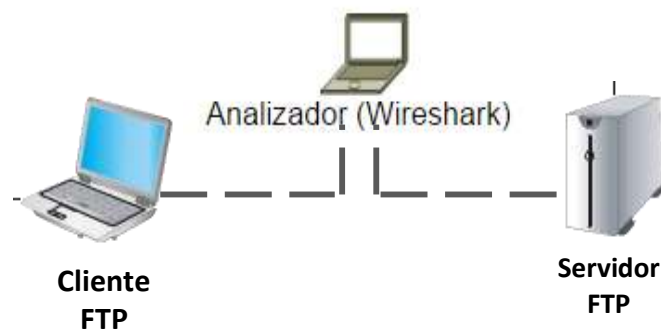 Analizador (Wireshark)
Cliente
FTP
Servidor
FTP